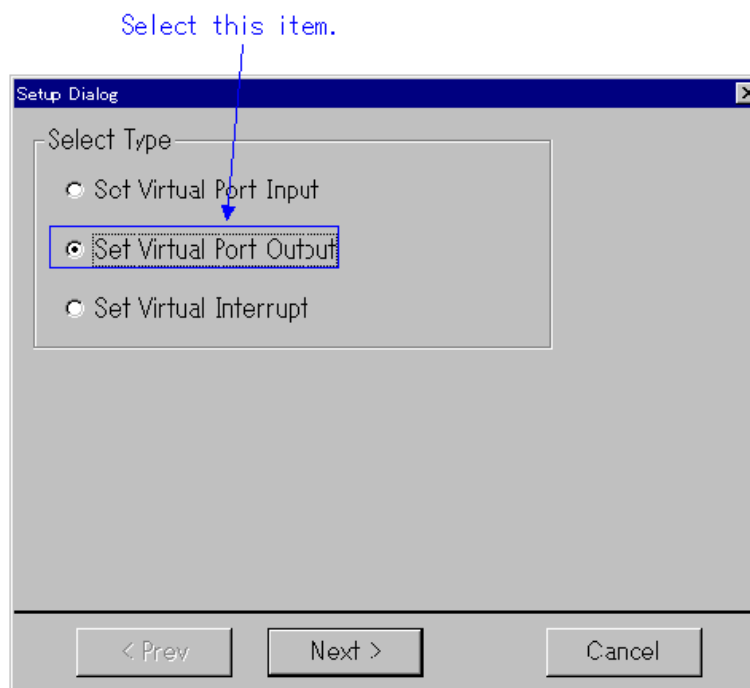 Select this item.
Setup Dialog
Select Type
Set Virtual Port Input
Set Virtual Port Output
Set Virtual Interrupt
< Prev
Next >
Cancel